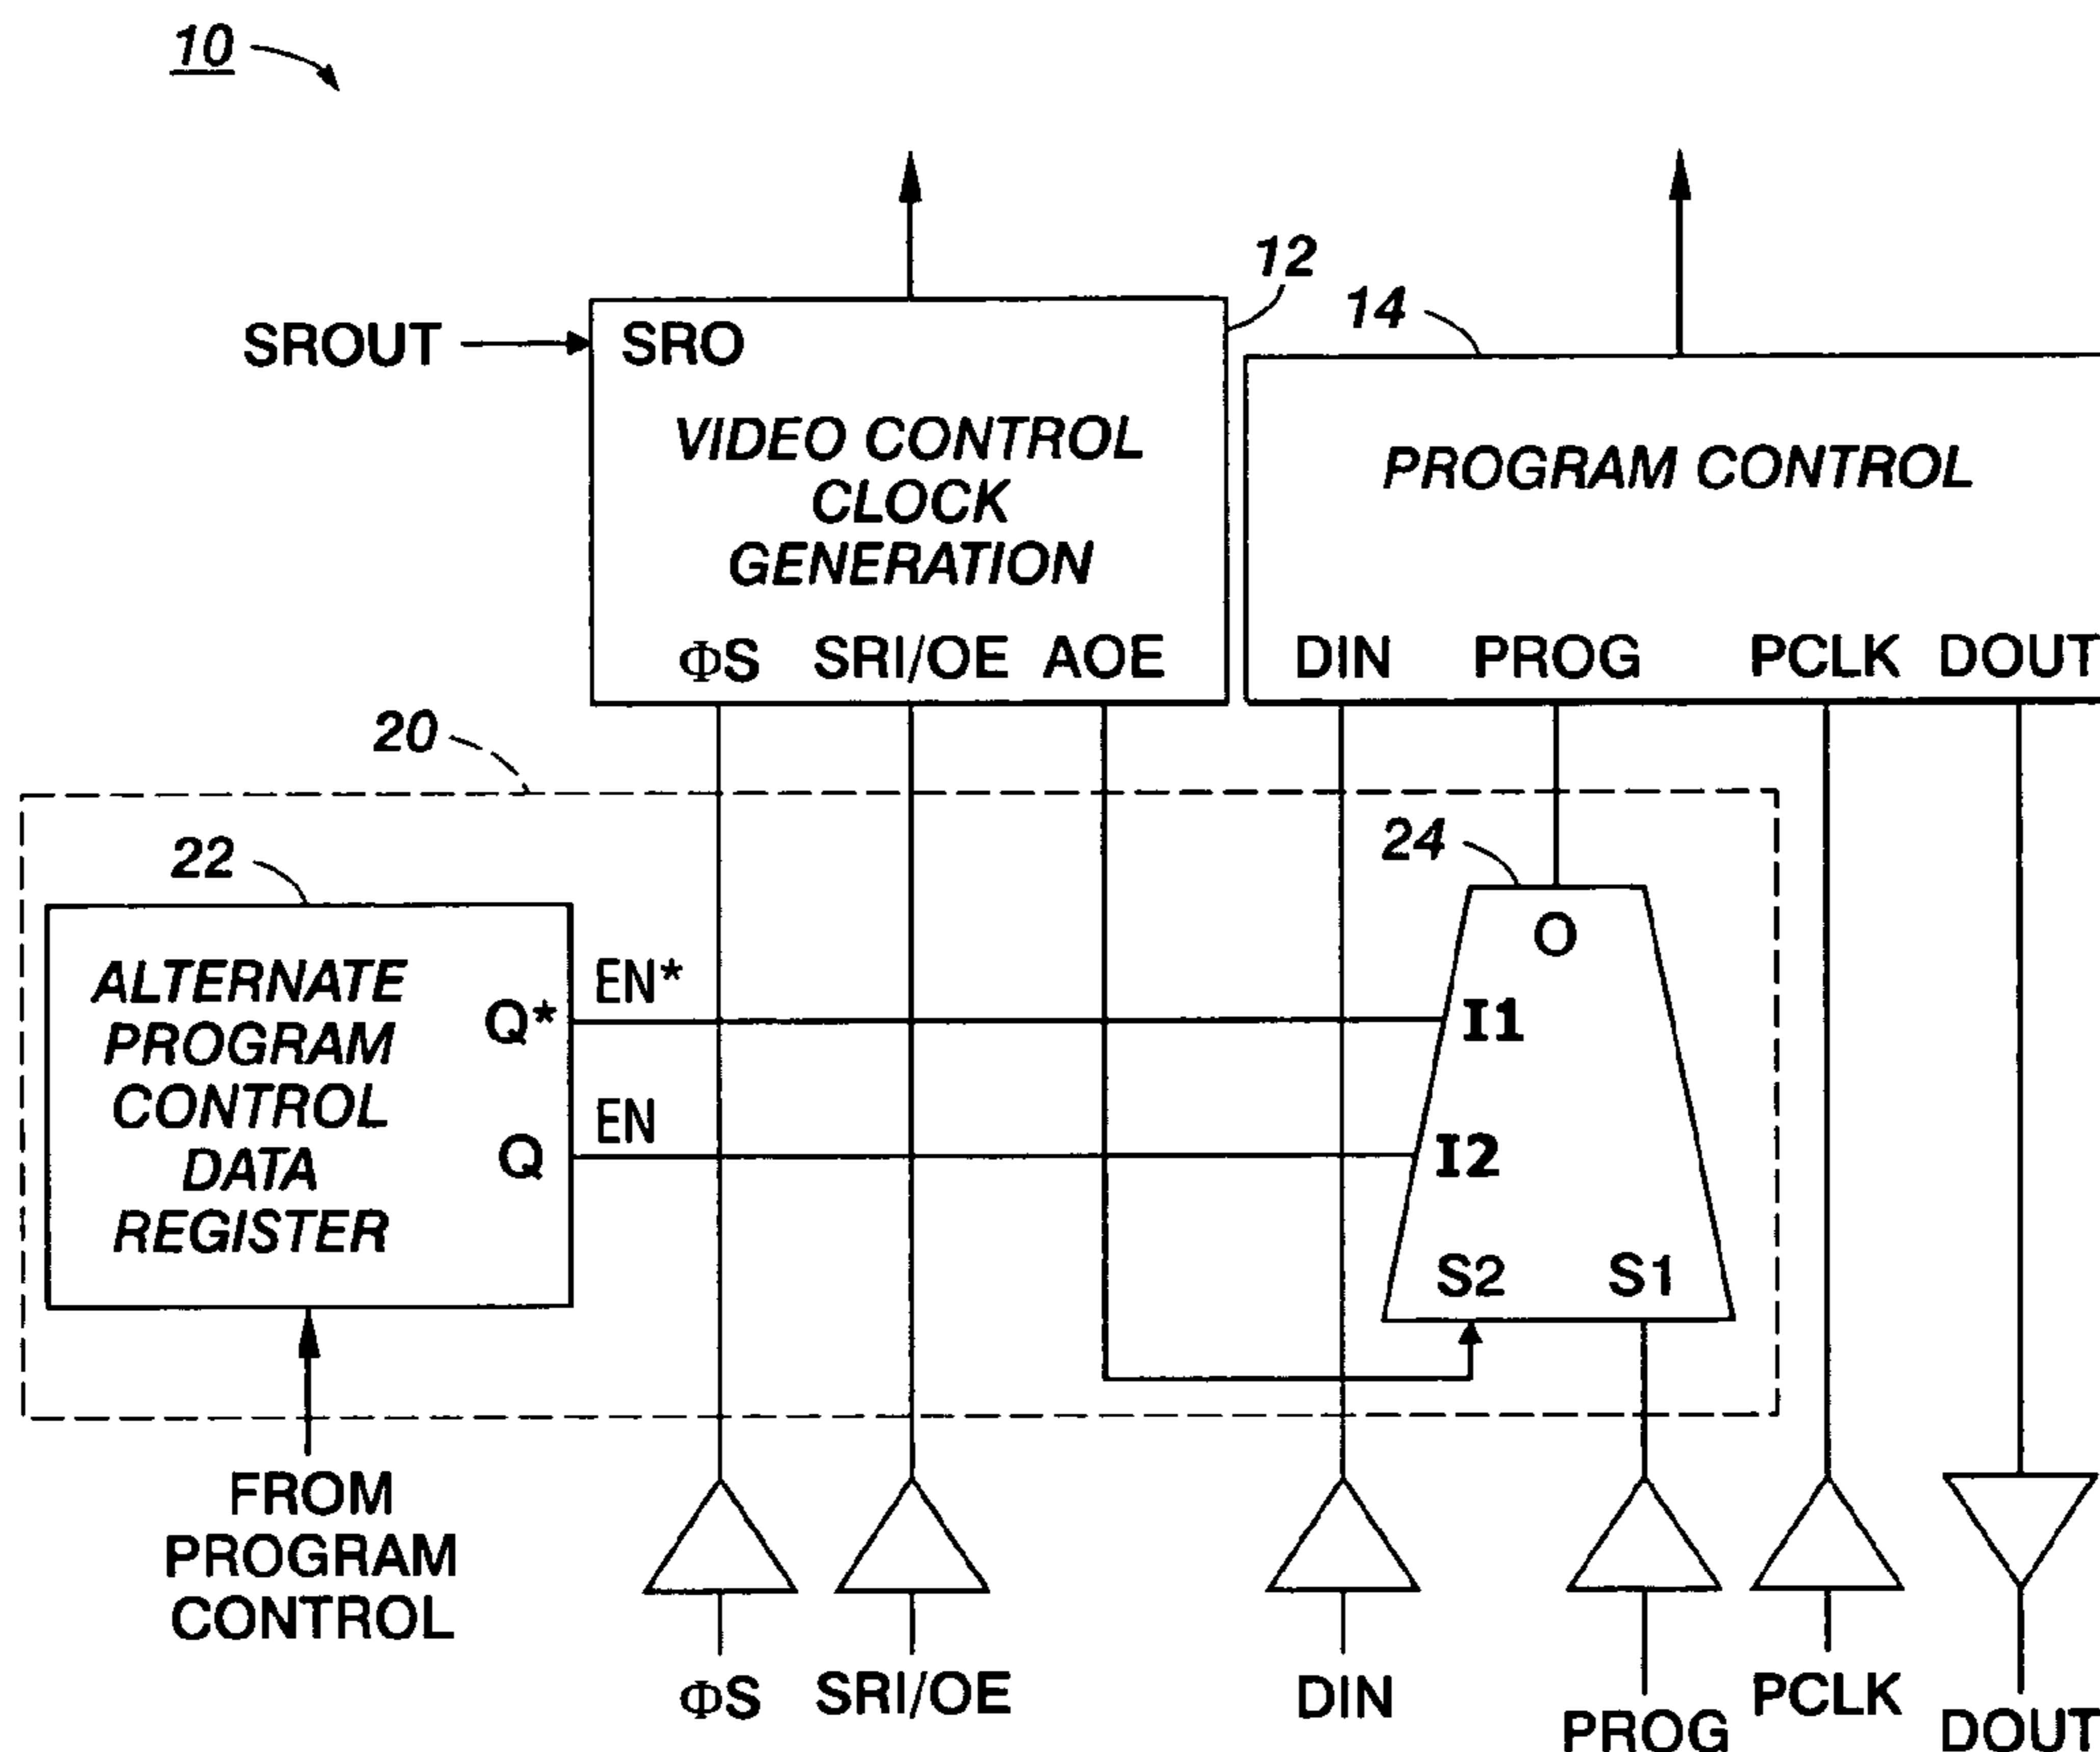 10
12
14
SROUT
SRO
VIDEO CONTROL
CLOCK
GENERATION
ΦS SRI/OE AOE
PROGRAM CONTROL
DIN PROG PCLK DOUT
20
22
24
ALTERNATE
PROGRAM
CONTROL
DATA
REGISTER
Q*
Q
EN*
EN
O
I1
I2
S2 S1
FROM
PROGRAM
CONTROL
ΦS SRI/OE DIN PROG PCLK DOUT